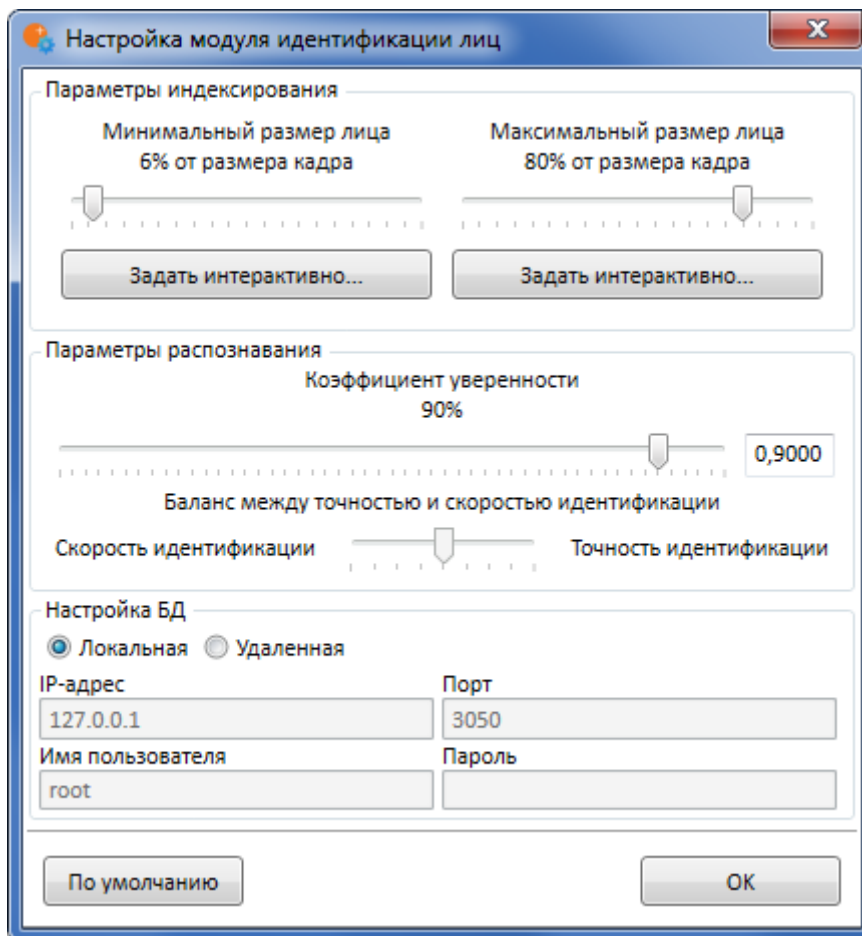 Настройка модуля идентификации лиц
Параметры индексирования
Минимальный размер лица
6% от размера кадра
Максимальный размер лица
80% от размера кадра
Задать интерактивно...
Задать интерактивно...
Параметры распознавания
Коэффициент уверенности
90%
0,9000
Баланс между точностью и скоростью идентификации
Скорость идентификации
Точность идентификации
Настройка БД
Локальная
Удаленная
IP-адрес
Порт
127.0.0.1
3050
Имя пользователя
Пароль
root
По умолчанию
OK